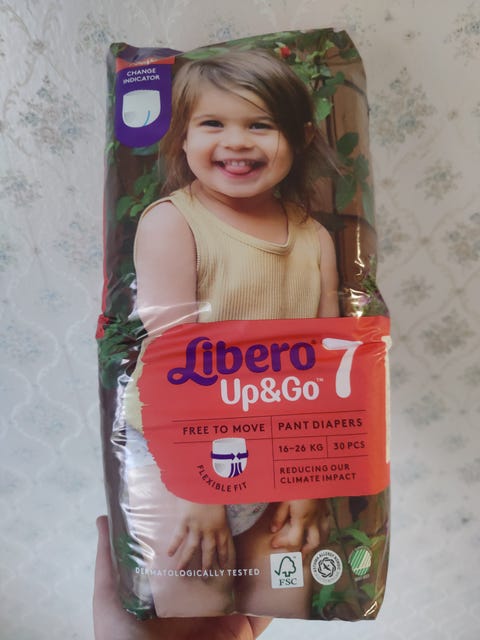 CHANGE
INDICATOR
Libero®
Up&Go™
7
FREE TO MOVE
PANT DIAPERS
16-26 KG
30 PCS
FLEXIBLE FIT
REDUCING OUR
CLIMATE IMPACT
DERMATOLOGICALLY TESTED
FSC